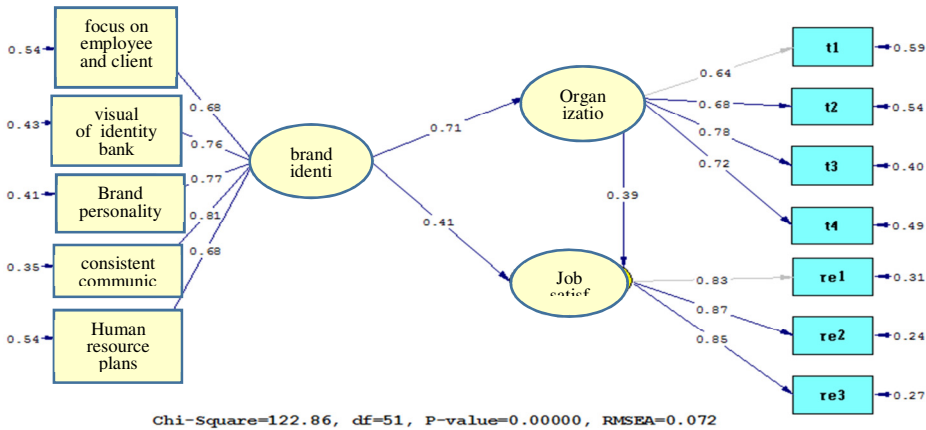 focus on
employee
and client
0.54
0.68
visual
of identity
bank
0.43
0.76
Brand
personality
0.41
0.77
consistent
communic
0.35
0.81
Human
resource
plans
0.54
0.68
brand
identi
0.71
0.41
Organ
izatio
0.39
Job
satisf
0.64
t1
0.59
0.68
t2
0.54
0.78
t3
0.40
0.72
t4
0.49
0.83
re1
0.31
0.87
re2
0.24
0.85
re3
0.27
Chi-Square=122.86, df=51, P-value=0.00000, RMSEA=0.072